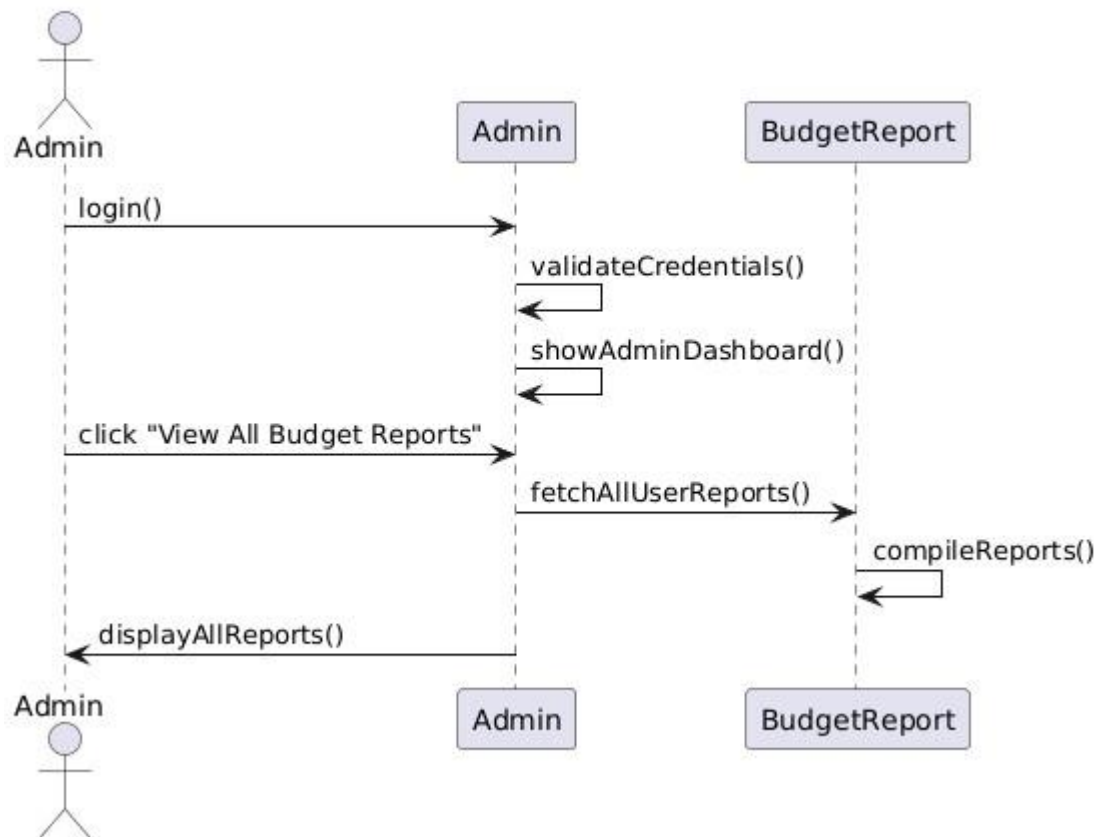 Admin
Admin
BudgetReport
login()
validateCredentials()
showAdminDashboard()
click "View All Budget Reports"
fetchAllUserReports()
compileReports()
displayAllReports()
Admin
Admin
BudgetReport